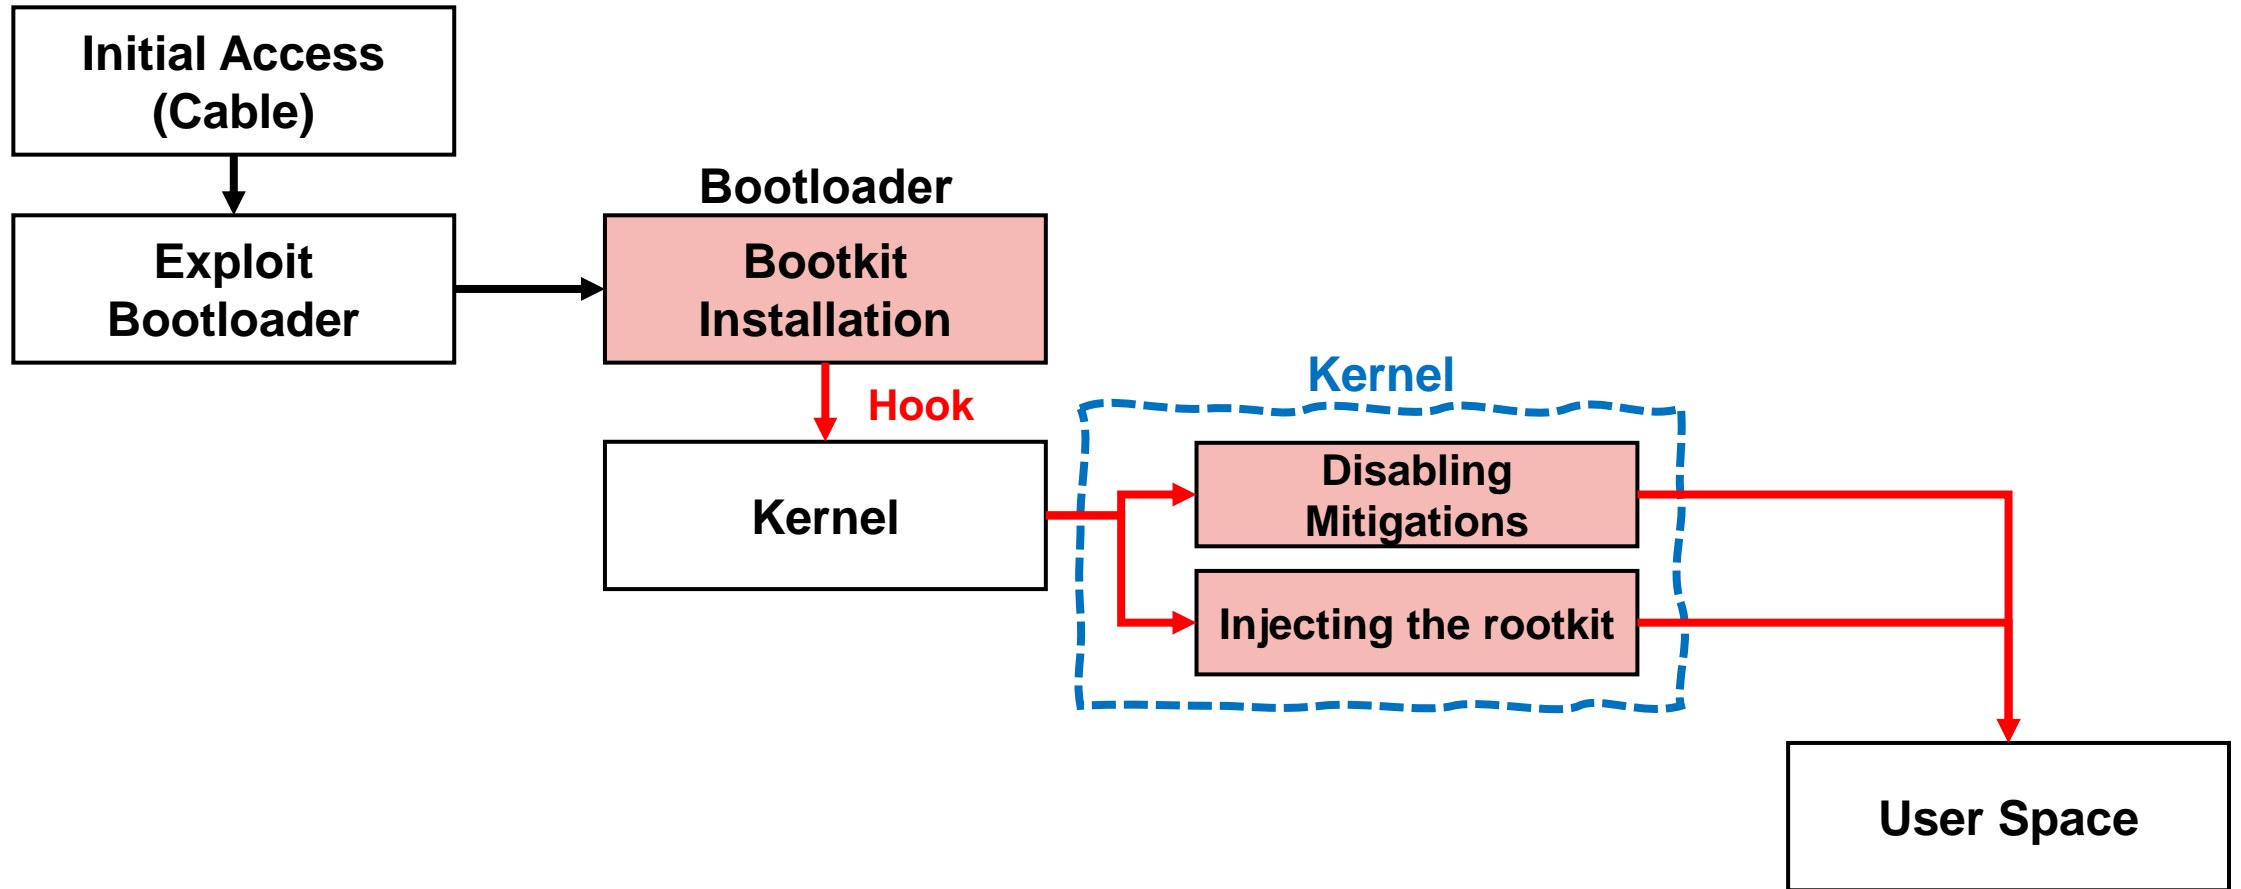 Initial Access
(Cable)
Exploit
Bootloader
Bootloader
Bootkit
Installation
Hook
Kernel
Kernel
Disabling
Mitigations
Injecting the rootkit
User Space